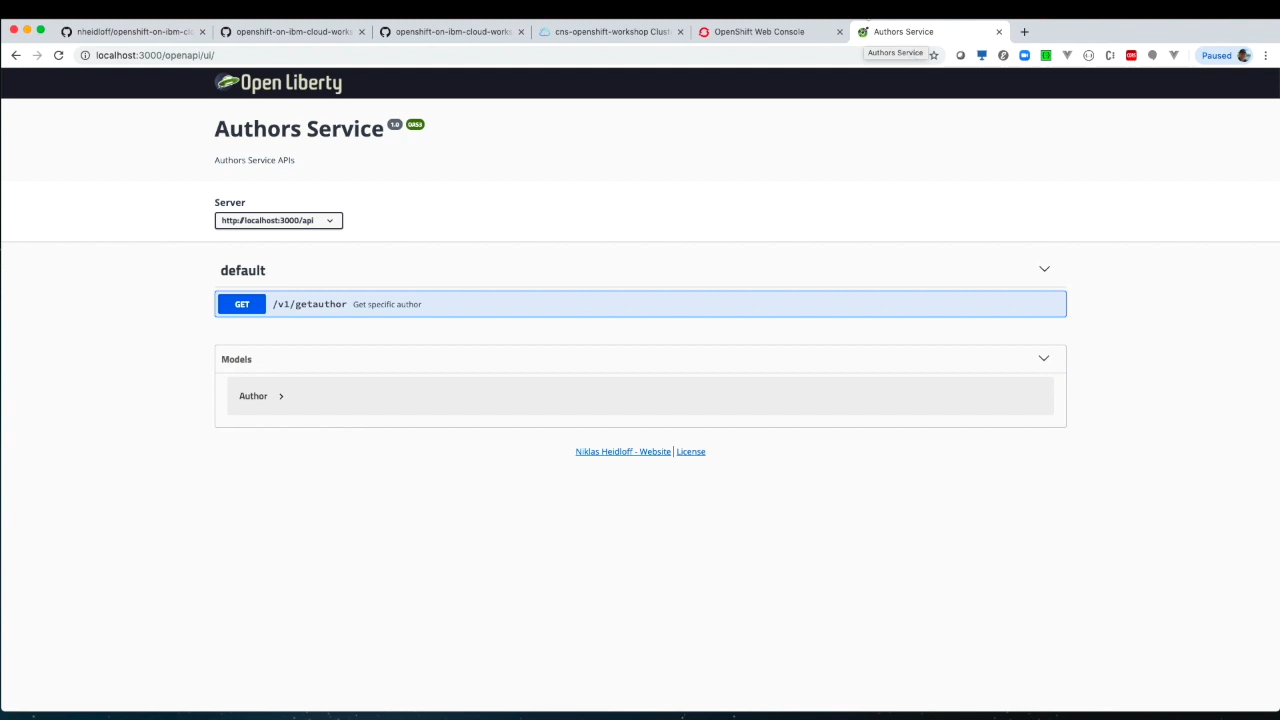 nheidloff/openshift-on-ibm-clo
openshift-on-ibm-cloud-works
openshift-on-ibm-cloud-works
cns-openshift-workshop Clust
OpenShift Web Console
Authors Service
localhost:3000/openapi/ui/
Authors Service
CORS
Paused
Open Liberty
Authors Service 1.0 OAS3
Authors Service APIs
Server
http://localhost:3000/api
default
GET /v1/getauthor Get specific author
Models
Author
Niklas Heidloff - Website
License